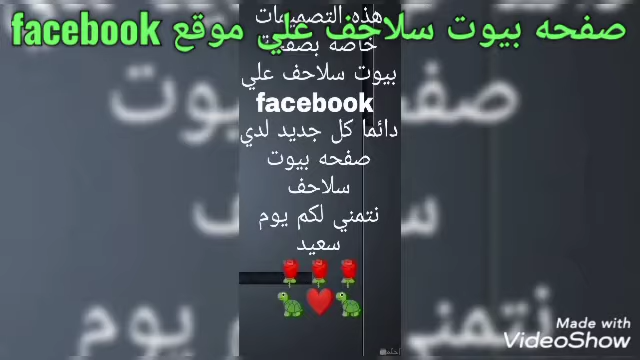 صفحه بيوت سلاحف علي موقع facebook
هذه التصميمات
خاصه بصفحة
بيوت سلاحف علي
facebook
دائما كل جديد لدي
صفحه بيوت
سلاحف
نتمني لكم يوم
سعيد
Made with
VideoShow